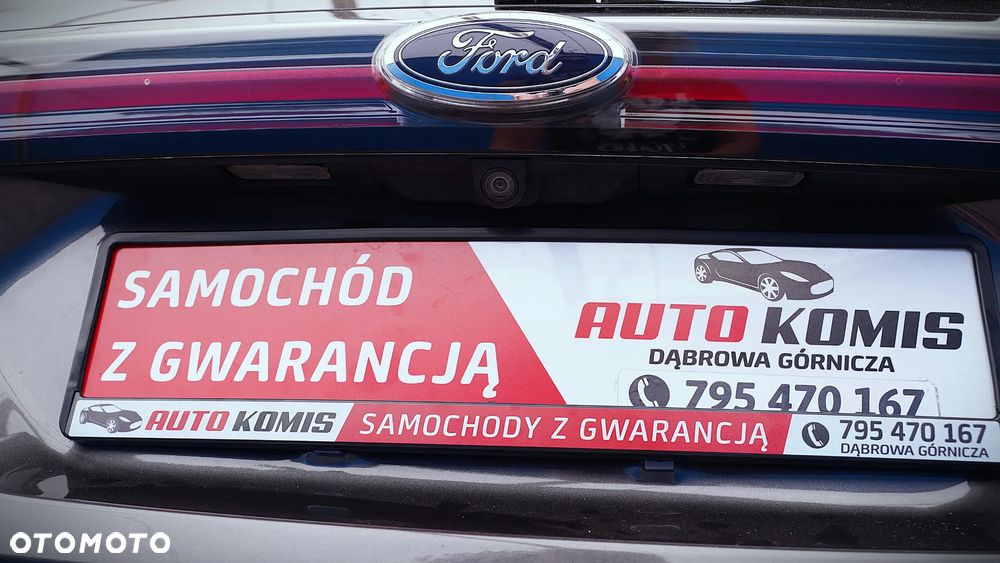 Ford
SAMOCHÓD
Z GWARANCJĄ
AUTO KOMIS
DĄBROWA GÓRNICZA
795 470 167
AUTO KOMIS SAMOCHODY Z GWARANCJĄ 795 470 167
DĄBROWA GÓRNICZA
OTOMOTO